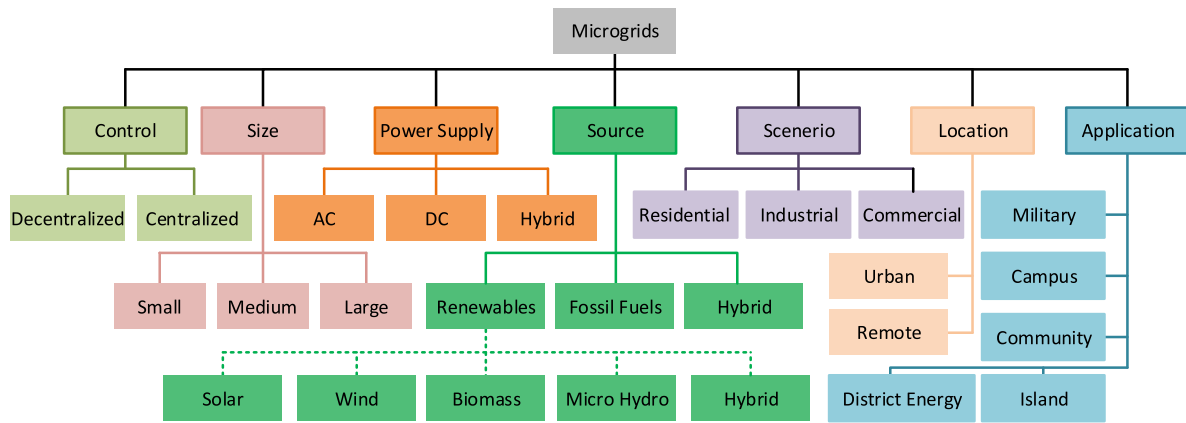 Microgrids
Control
Size
Power Supply
Source
Scenerio
Location
Application
Decentralized
Centralized
AC
DC
Hybrid
Residential
Industrial
Commercial
Military
Urban
Campus
Small
Medium
Large
Renewables
Fossil Fuels
Hybrid
Remote
Community
Solar
Wind
Biomass
Micro Hydro
Hybrid
District Energy
Island